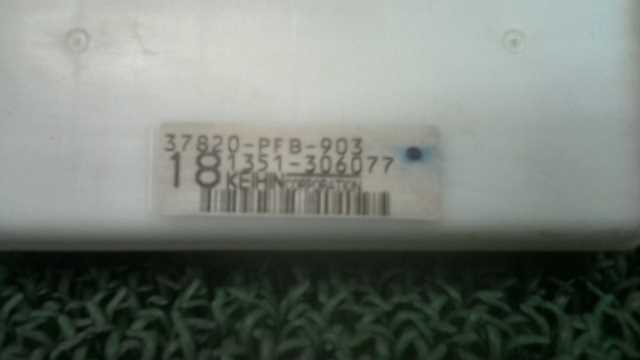 37820-PFB-903
18 1351-306077
KEIHIN CORPORATION